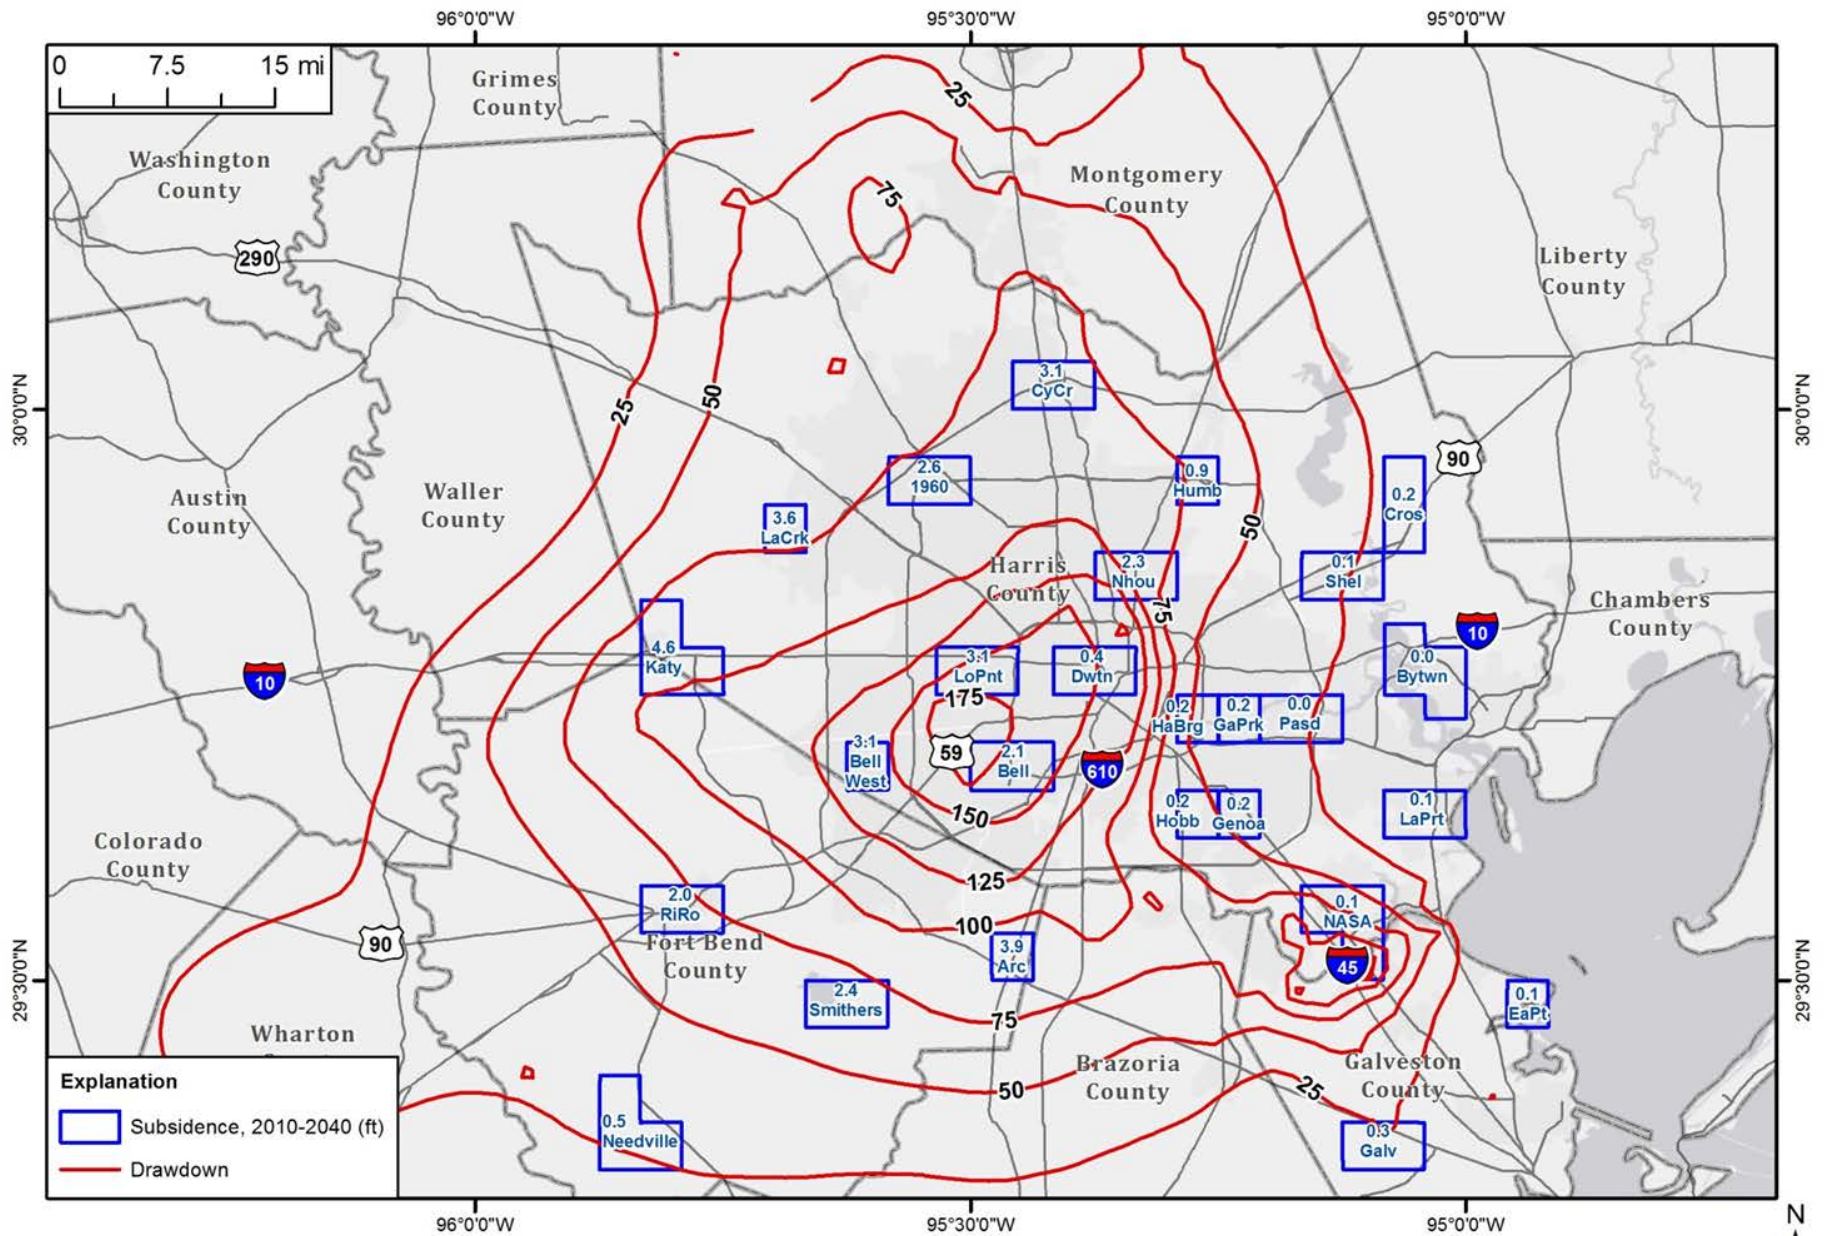 96°0'0"W
95°30'0"W
95°0'0"W
0 7.5 15 mi
Grimes
County
25
Washington
County
Montgomery
County
75
290
Liberty
County
30°0'0"N
30°0'0"N
25
50
3.1
CyCr
90
2.6
1960
0.9
Humb
0.2
Cros
Austin
County
Waller
County
3.6
LaCrk
50
Harris
County
2.3
Nhou
0.1
Shel
75
Chambers
County
10
4.6
Katy
3.1
LoPnt
0.4
Dwtn
0.0
Bytwn
10
175
0.2
HaBrg
0.2
GaPrk
0.0
Pasd
59
3.1
Bell
West
2.1
Bell
610
150
0.2
Hobb
0.2
Genoa
0.1
LaPrt
Colorado
County
125
2.0
RiRo
0.1
NASA
100
90
Fort Bend
County
3.9
Arc
45
29°30'0"N
29°30'0"N
2.4
Smithers
0.1
EaPt
75
Wharton
Brazoria
County
Galveston
County
50
25
Explanation
Subsidence, 2010-2040 (ft)
Drawdown
0.5
Needville
0.3
Galv
96°0'0"W
95°30'0"W
95°0'0"W
N